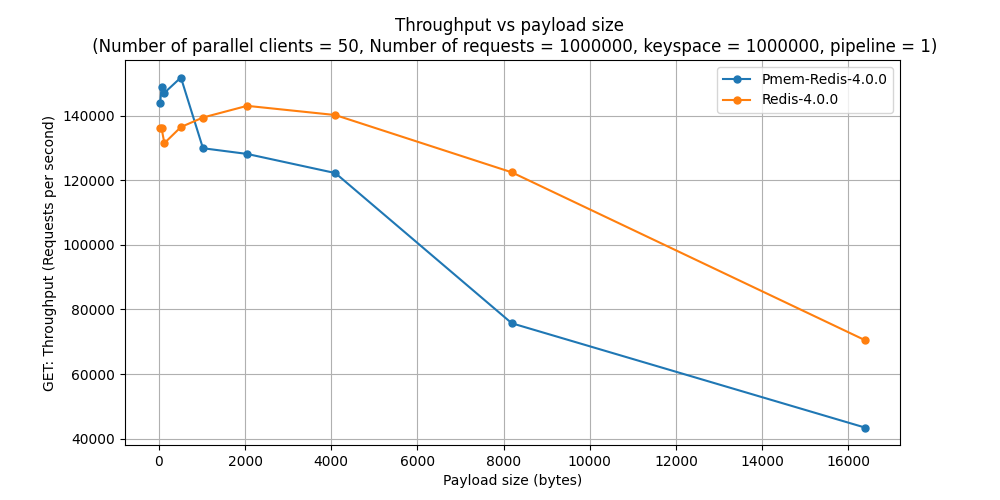 Throughput vs payload size
(Number of parallel clients = 50, Number of requests = 1000000, keyspace = 1000000, pipeline = 1)
Pmem-Redis-4.0.0
Redis-4.0.0
GET: Throughput (Requests per second)
140000
120000
100000
80000
60000
40000
0 2000 4000 6000 8000 10000 12000 14000 16000
Payload size (bytes)